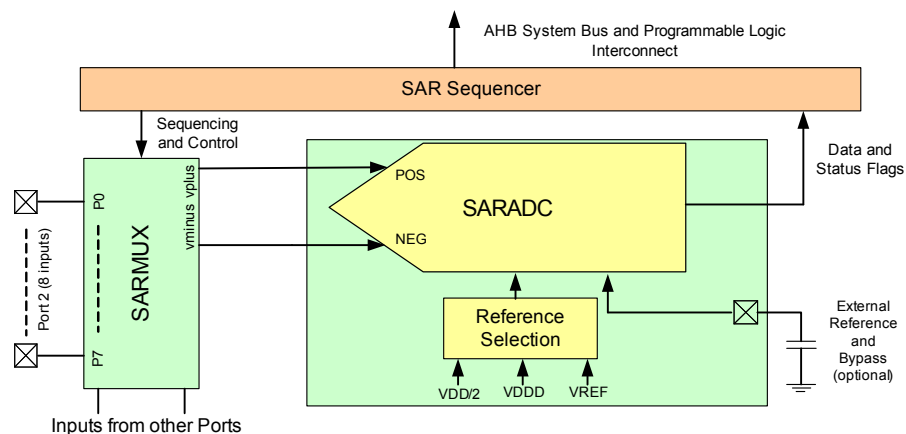 AHB System Bus and Programmable Logic
Interconnect
SAR Sequencer
Sequencing
and Control
Data and
Status Flags
vminus vplus
POS
SARADC
NEG
P0
Port 2 (8 inputs)
SARMUX
P7
Reference
Selection
External
Reference
and
Bypass
(optional)
VDD/2
VDDD
VREF
Inputs from other Ports